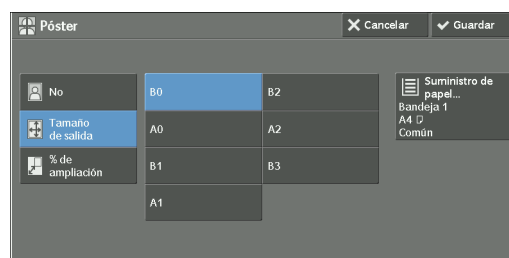 Póster
Cancelar
Guardar
No
Tamaño
de salida
% de
ampliación
B0
B2
A0
A2
B1
B3
A1
Suministro de
papel...
Bandeja 1
A4
Común